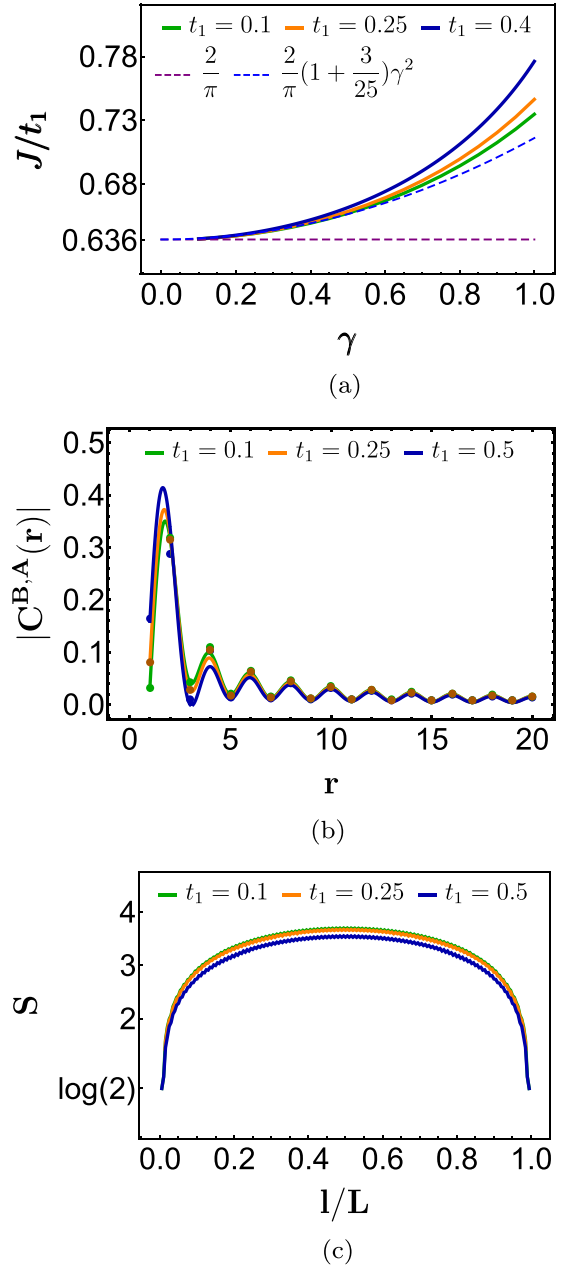 t₁ = 0.1 t₁ = 0.25 t₁ = 0.4
2/π 2/π(1 + 3/25)γ²
0.78
0.73
0.68
0.636
J/t₁
0.0 0.2 0.4 0.6 0.8 1.0
γ
(a)
t₁ = 0.1 t₁ = 0.25 t₁ = 0.5
0.5
0.4
0.3
0.2
0.1
0.0
|C^{B,A}(r)|
0 5 10 15 20
r
(b)
t₁ = 0.1 t₁ = 0.25 t₁ = 0.5
4
3
2
log(2)
S
0.0 0.2 0.4 0.6 0.8 1.0
l/L
(c)